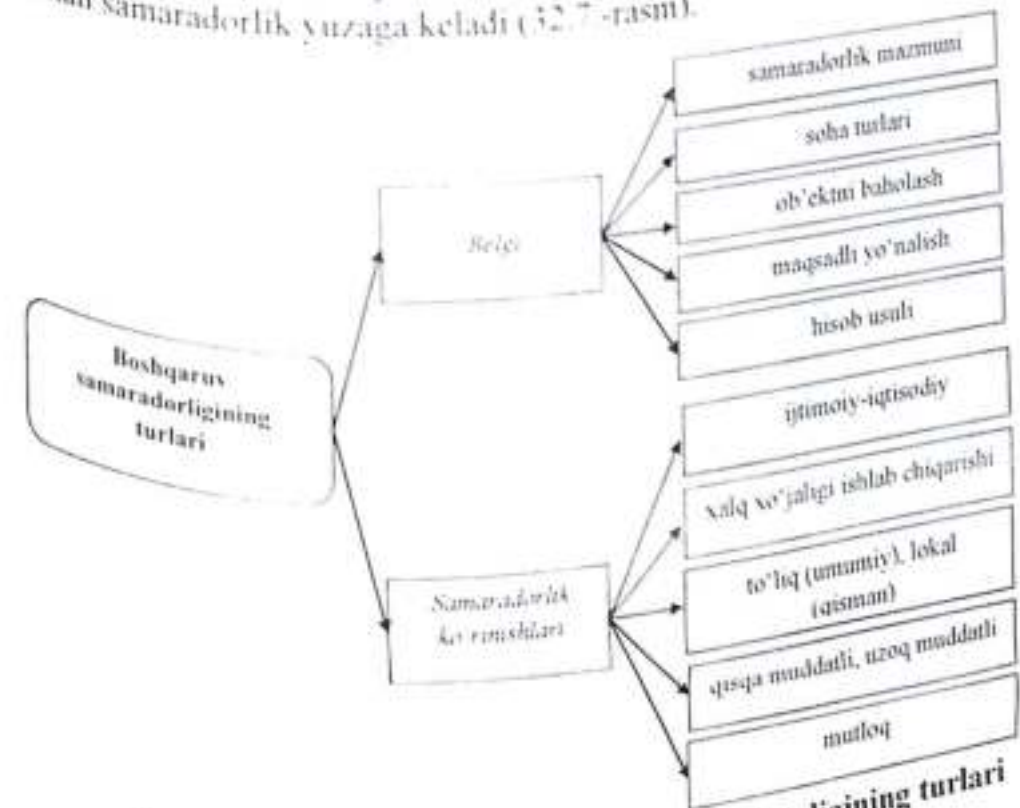 samaradorlik yuzaga keladi (32.7.-rasm).
samaradorlik mazmuni
soha turlari
ob'ektni baholash
maqsadli yo'nalish
hisob usuli
Belgi
Boshqaruv
samaradorligining
turlari
ijtimoiy-iqtisodiy
xalq xo'jaligi ishlab chiqarishi
to'liq (umumiy), lokal
(qisman)
qisqa muddatli, uzoq muddatli
mutloq
Samaradorlik
ko'rinishlari
turlari